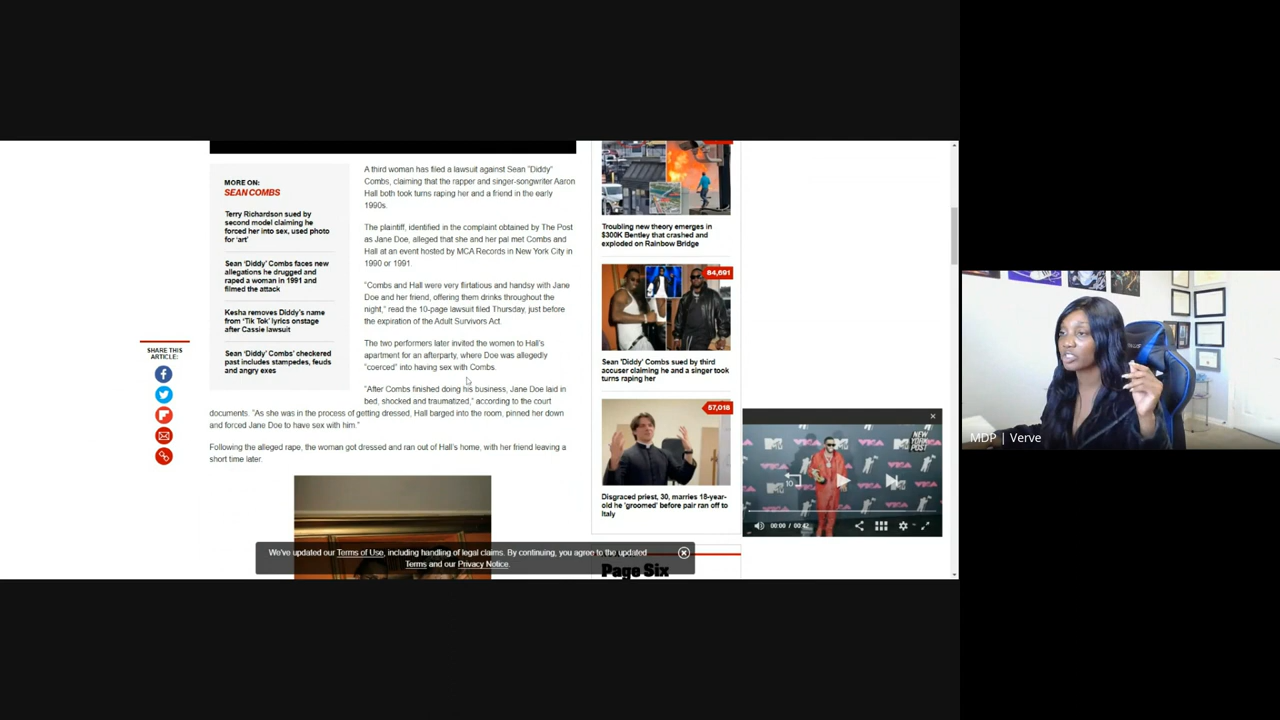 MORE ON:
SEAN COMBS
Terry Richardson sued by
second model claiming he
forced her into sex, used photo
for 'art'
Sean 'Diddy' Combs faces new
allegations he drugged and
raped a woman in 1991 and
filmed the attack
Kesha removes Diddy's name
from 'Tik Tok' lyrics onstage
after Cassie lawsuit
Sean 'Diddy' Combs' checkered
past includes stampedes, feuds
and angry exes
SHARE THIS
ARTICLE:
A third woman has filed a lawsuit against Sean "Diddy"
Combs, claiming that the rapper and singer-songwriter Aaron
Hall both took turns raping her and a friend in the early
1990s.
The plaintiff, identified in the complaint obtained by The Post
as Jane Doe, alleged that she and her pal met Combs and
Hall at an event hosted by MCA Records in New York City in
1990 or 1991.
"Combs and Hall were very flirtatious and handsy with Jane
Doe and her friend, offering them drinks throughout the
night," read the 10-page lawsuit filed Thursday, just before
the expiration of the Adult Survivors Act.
The two performers later invited the women to Hall's
apartment for an afterparty, where Doe was allegedly
"coerced" into having sex with Combs.
"After Combs finished doing his business, Jane Doe laid in
bed, shocked and traumatized," according to the court
documents. "As she was in the process of getting dressed, Hall barged into the room, pinned her down
and forced Jane Doe to have sex with him."
Following the alleged rape, the woman got dressed and ran out of Hall's home, with her friend leaving a
short time later.
We've updated our Terms of Use, including handling of legal claims. By continuing, you agree to the updated
Terms and our Privacy Notice.
Troubling new theory emerges in
$300K Bentley that crashed and
exploded on Rainbow Bridge
84,691
Sean 'Diddy' Combs sued by third
accuser claiming he and a singer took
turns raping her
57,018
Disgraced priest, 30, marries 18-year-
old he 'groomed' before pair ran off to
Italy
Page Six
NEW
YORK
POST
10
00:00 / 00:42
MDP | Verve